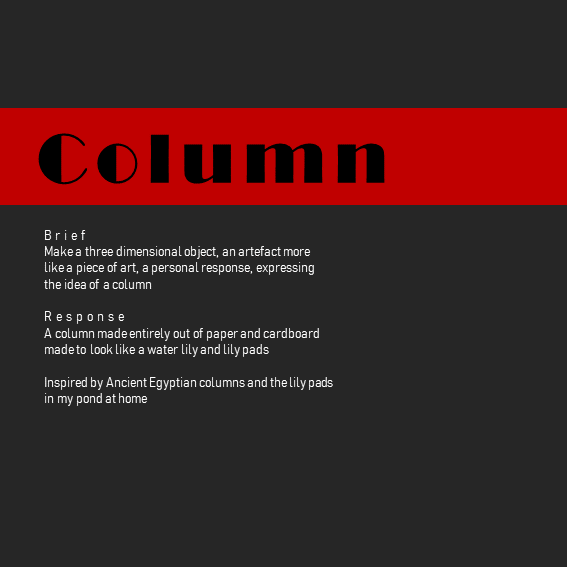 Column
Brief
Make a three dimensional object, an artefact more
like a piece of art, a personal response, expressing
the idea of a column
Response
A column made entirely out of paper and cardboard
made to look like a water lily and lily pads
Inspired by Ancient Egyptian columns and the lily pads
in my pond at home